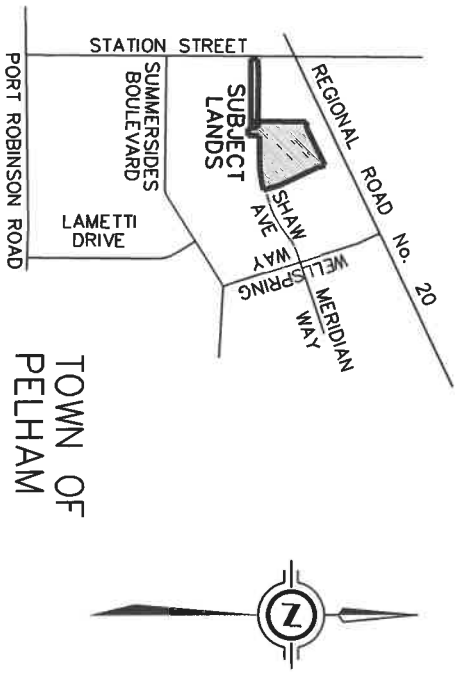 STATION STREET
REGIONAL ROAD No. 20
SUMMERSIDES
BOULEVARD
SUBJECT
LANDS
SHAW
AVE
WELLSPRING
WAY
MERIDIAN
WAY
LAMETTI
DRIVE
PORT ROBINSON ROAD
TOWN OF
PELHAM
N